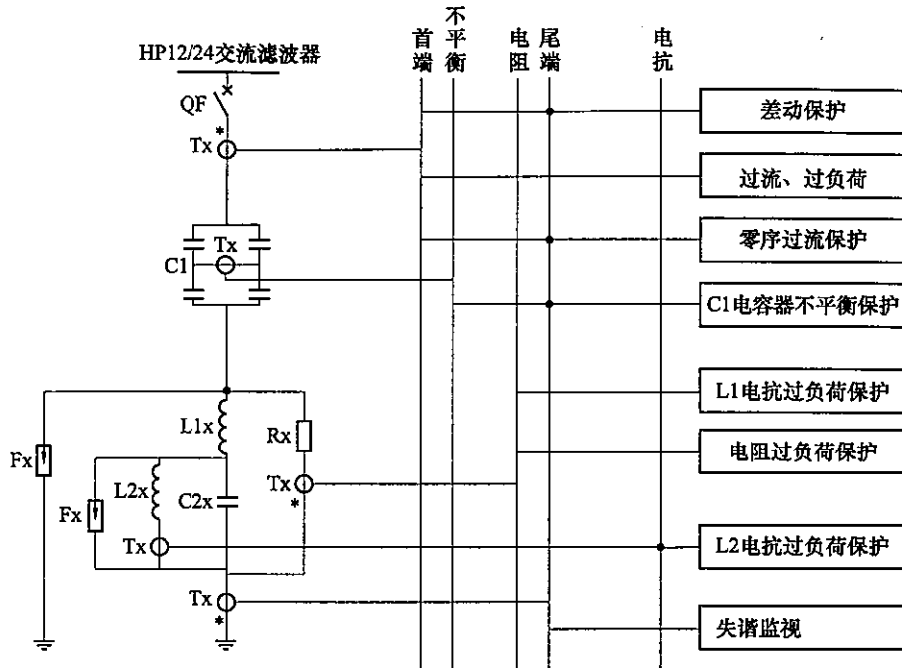 首端
不平衡
电阻
尾端
电抗
HP12/24交流滤波器
QF
*
Tx
差动保护
过流、过负荷
零序过流保护
Tx
C1
C1电容器不平衡保护
L1电抗过负荷保护
L1x
Rx
电阻过负荷保护
Fx
L2x
C2x
Tx
*
Fx
Tx
L2电抗过负荷保护
Tx
*
失谐监视